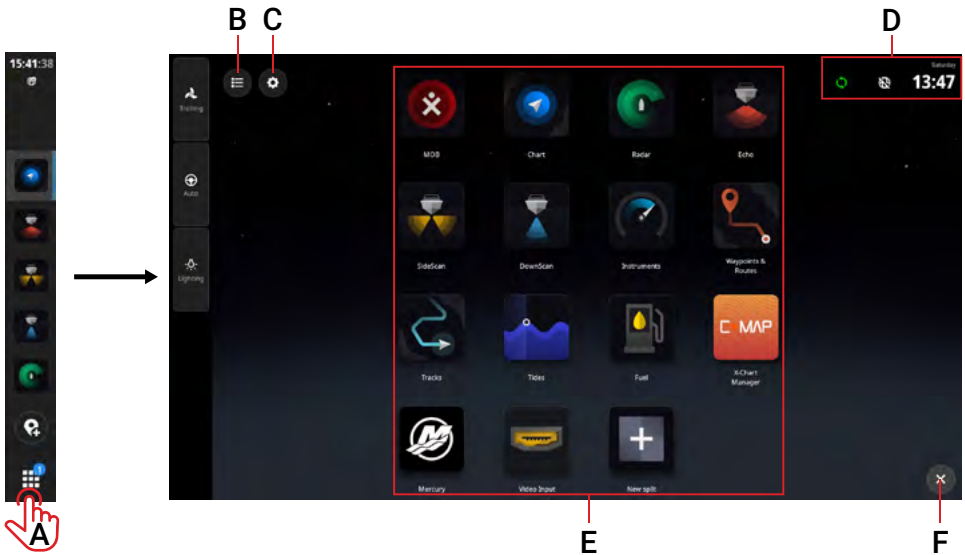 B
C
D
15:41:38
Trolling
Auto
Lighting
Saturday
13:47
MOB
Chart
Radar
Echo
SideScan
DownScan
Instruments
Waypoints &
Routes
Tracks
Tides
Fuel
C MAP
X-Chart
Manager
Mercury
Video Input
New split
1
A
E
F